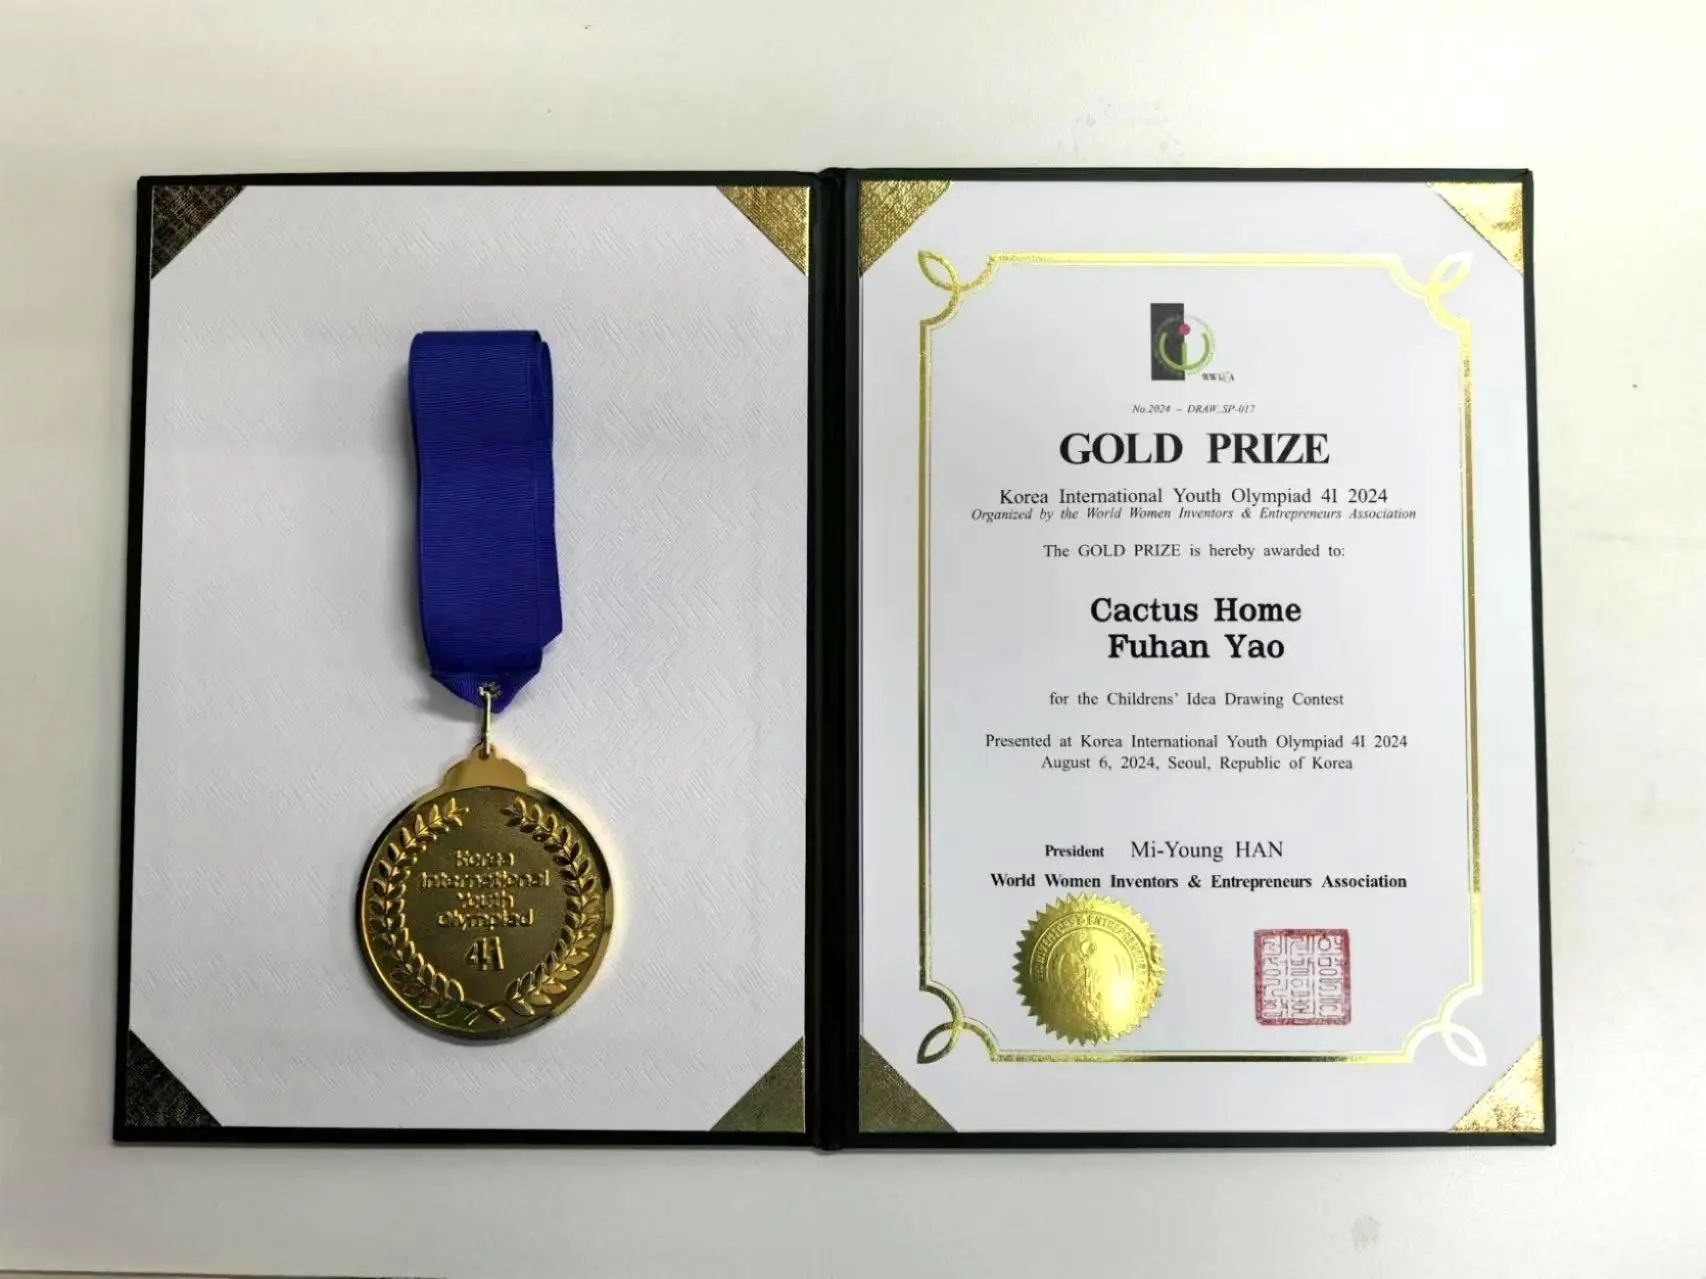 Korea
International
Youth
Olympiad
4I
WWIEA
No.2024 - DRAW_SP-017
GOLD PRIZE
Korea International Youth Olympiad 4I 2024
Organized by the World Women Inventors & Entrepreneurs Association
The GOLD PRIZE is hereby awarded to:
Cactus Home
Fuhan Yao
for the Childrens' Idea Drawing Contest
Presented at Korea International Youth Olympiad 4I 2024
August 6, 2024, Seoul, Republic of Korea
President Mi-Young HAN
World Women Inventors & Entrepreneurs Association